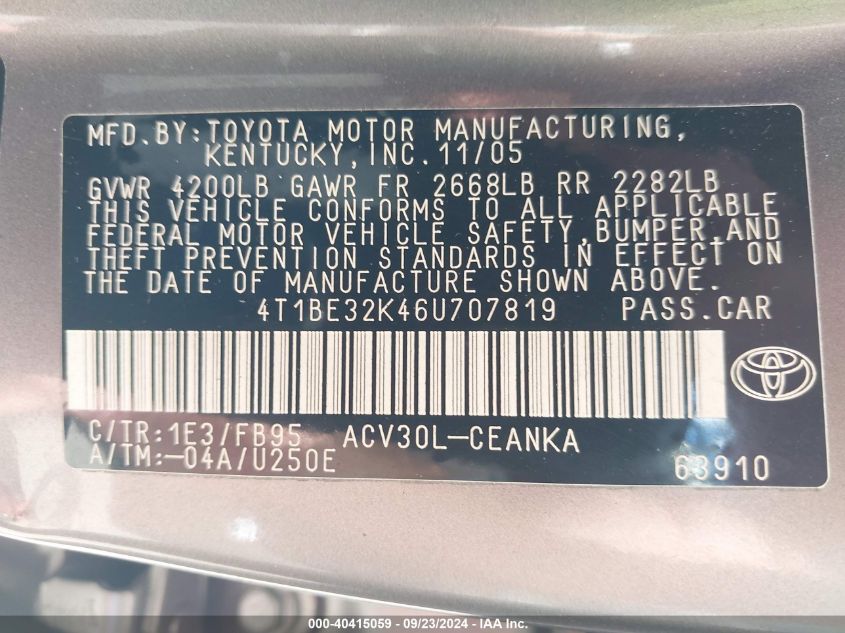 MFD.BY:TOYOTA MOTOR MANUFACTURING,
KENTUCKY,INC.11/05
GVWR 4200LB GAWR FR 2668LB RR 2282LB
THIS VEHICLE CONFORMS TO ALL APPLICABLE
FEDERAL MOTOR VEHICLE SAFETY,BUMPER,AND
THEFT PREVENTION STANDARDS IN EFFECT ON
THE DATE OF MANUFACTURE SHOWN ABOVE.
4T1BE32K46U707819 PASS.CAR
C/TR:1E3/FB95 ACV30L-CEANKA
A/TM:-04A/U250E 63910
000-40415059 - 09/23/2024 - IAA Inc.